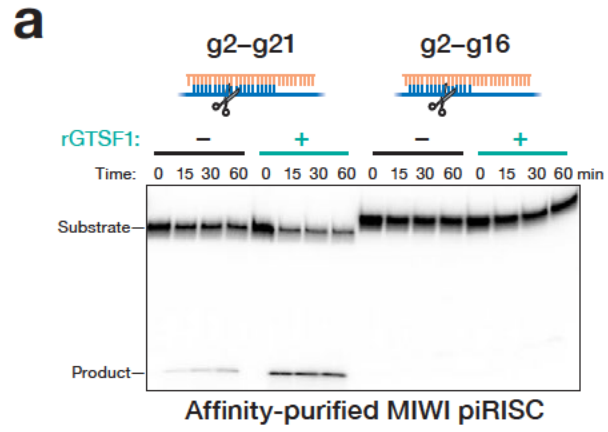 a
g2–g21 g2–g16
rGTSF1: – + – +
Time: 0 15 30 60 0 15 30 60 0 15 30 60 0 15 30 60 min
Substrate
Product
Affinity-purified MIWI piRISC